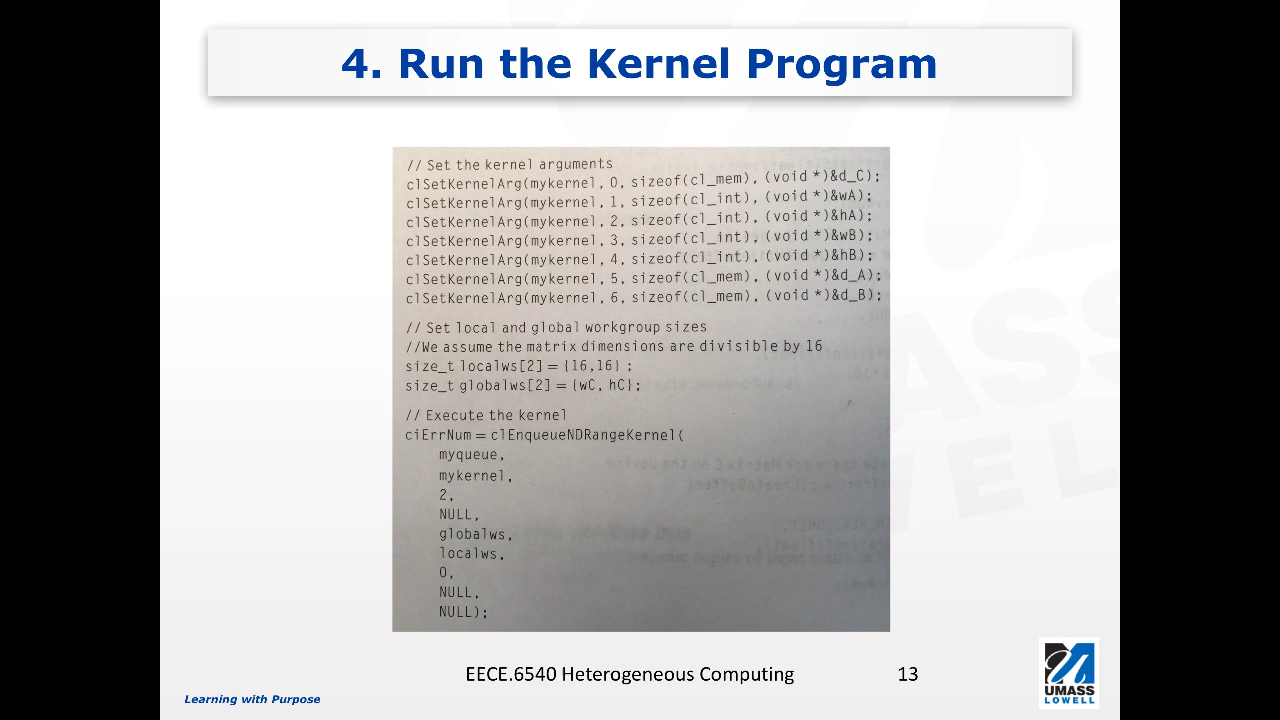 4. Run the Kernel Program
// Set the kernel arguments
clSetKernelArg(mykernel, 0, sizeof(cl_mem), (void *)&d_C);
clSetKernelArg(mykernel, 1, sizeof(cl_int), (void *)&wA);
clSetKernelArg(mykernel, 2, sizeof(cl_int), (void *)&hA);
clSetKernelArg(mykernel, 3, sizeof(cl_int), (void *)&wB);
clSetKernelArg(mykernel, 4, sizeof(cl_int), (void *)&hB);
clSetKernelArg(mykernel, 5, sizeof(cl_mem), (void *)&d_A);
clSetKernelArg(mykernel, 6, sizeof(cl_mem), (void *)&d_B);
// Set local and global workgroup sizes
//We assume the matrix dimensions are divisible by 16
size_t localws[2] = {16,16} ;
size_t globalws[2] = {wC, hC};
// Execute the kernel
ciErrNum = clEnqueueNDRangeKernel(
myqueue,
mykernel,
2,
NULL,
globalws,
localws,
0,
NULL,
NULL);
EECE.6540 Heterogeneous Computing
13
Learning with Purpose
UMASS
LOWELL